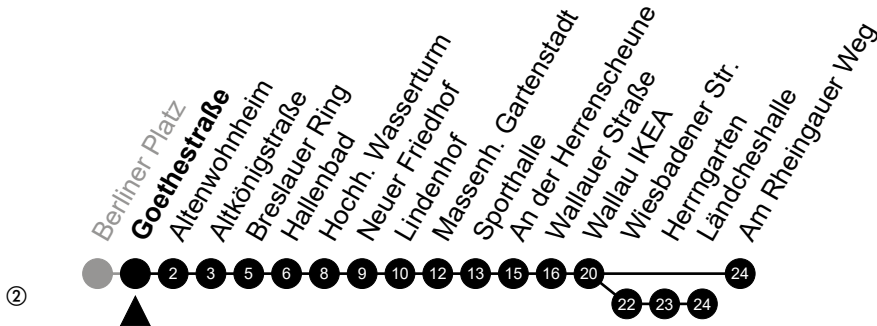 Berliner Platz
Goethestraße
Altenwohnheim
Altkönigstraße
Breslauer Ring
Hallenbad
Hochh. Wasserturm
Neuer Friedhof
Lindenhof
Massenh. Gartenstadt
Sporthalle
An der Herrenscheune
Wallauer Straße
Wallau IKEA
Wiesbadener Str.
Herrngarten
Ländcheshalle
Am Rheingauer Weg
2 3 5 6 8 9 10 12 13 15 16 20 24
② 22 23 24